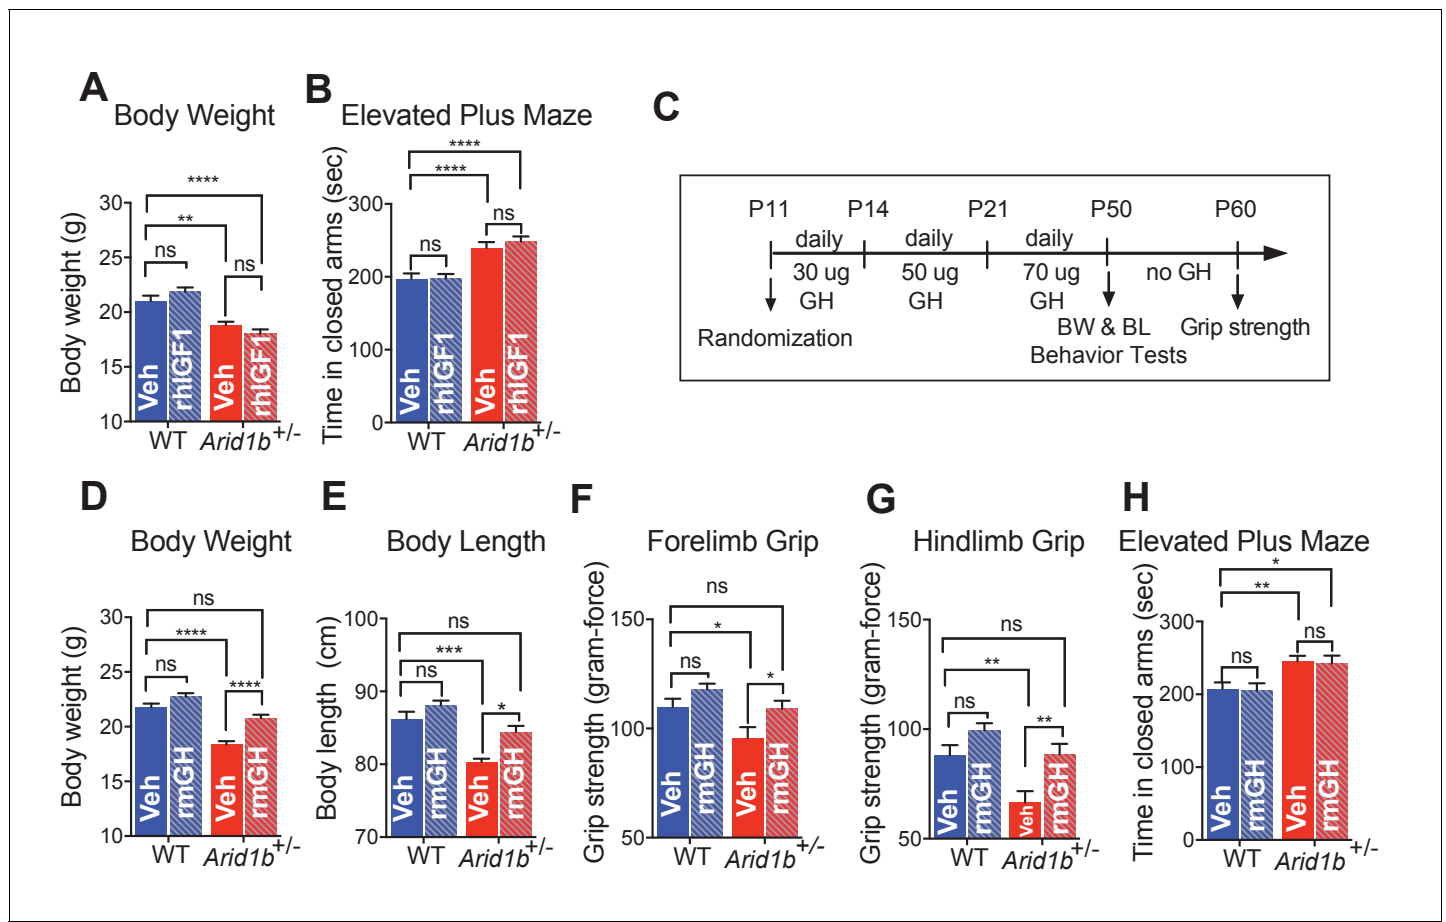 A
Body Weight
Body weight (g)
30
25
20
15
10
****
**
ns
ns
Veh
rhIGF1
Veh
rhIGF1
WT
Arid1b+/-
B
Elevated Plus Maze
Time in closed arms (sec)
300
200
100
0
****
****
ns
ns
Veh
rhIGF1
Veh
rhIGF1
WT
Arid1b+/-
C
P11
P14
P21
P50
P60
daily
daily
daily
30 ug
GH
50 ug
GH
70 ug
GH
no GH
Randomization
BW & BL
Behavior Tests
Grip strength
D
Body Weight
Body weight (g)
30
25
20
15
10
ns
****
ns
****
Veh
rmGH
Veh
rmGH
WT
Arid1b+/-
E
Body Length
Body length (cm)
100
90
80
70
ns
***
ns
*
Veh
rmGH
Veh
rmGH
WT
Arid1b+/-
F
Forelimb Grip
Grip strength (gram-force)
150
100
50
ns
*
ns
*
Veh
rmGH
Veh
rmGH
WT
Arid1b+/-
G
Hindlimb Grip
Grip strength (gram-force)
150
100
50
ns
**
ns
**
Veh
rmGH
Veh
rmGH
WT
Arid1b+/-
H
Elevated Plus Maze
Time in closed arms (sec)
300
200
100
0
*
**
ns
ns
Veh
rmGH
Veh
rmGH
WT
Arid1b+/-